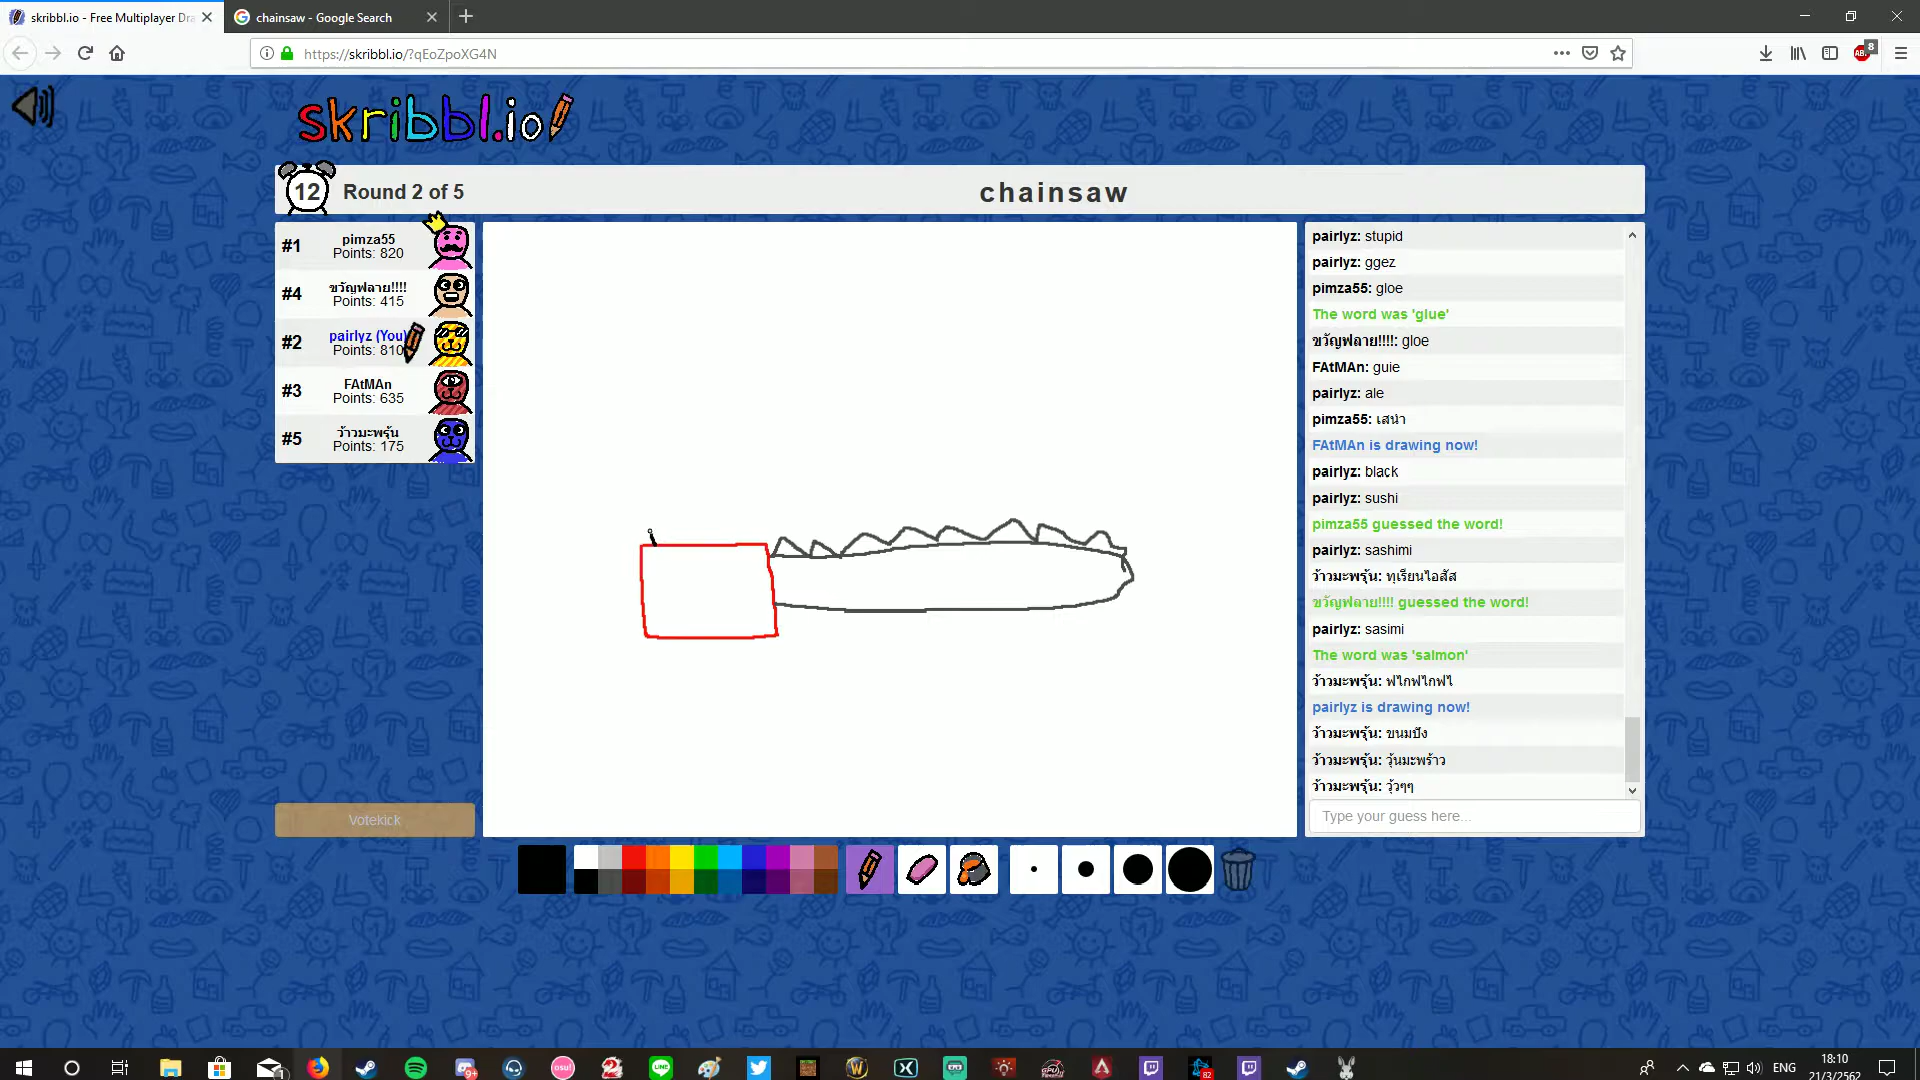 skribbl.io - Free Multiplayer Dra
chainsaw - Google Search
https://skribbl.io/?qEoZpoXG4N
8
skribbl.io
12
Round 2 of 5
chainsaw
#1
pimza55
Points: 820
#4
ขวัญฟลาย!!!!
Points: 415
#2
pairlyz (You)
Points: 810
#3
FAtMAn
Points: 635
#5
ว้าวมะพรุ้น
Points: 175
Votekick
pairlyz: stupid
pairlyz: ggez
pimza55: gloe
The word was 'glue'
ขวัญฟลาย!!!!: gloe
FAtMAn: guie
pairlyz: ale
pimza55: เสน่า
FAtMAn is drawing now!
pairlyz: black
pairlyz: sushi
pimza55 guessed the word!
pairlyz: sashimi
ว้าวมะพรุ้น: ทุเรียนไอสัส
ขวัญฟลาย!!!! guessed the word!
pairlyz: sasimi
The word was 'salmon'
ว้าวมะพรุ้น: ฟไกฟไกฟไ
pairlyz is drawing now!
ว้าวมะพรุ้น: ขนมปัง
ว้าวมะพรุ้น: วุ้นมะพร้าว
ว้าวมะพรุ้น: วุ้วๆๆ
Type your guess here...
ENG
18:10
21/3/2562